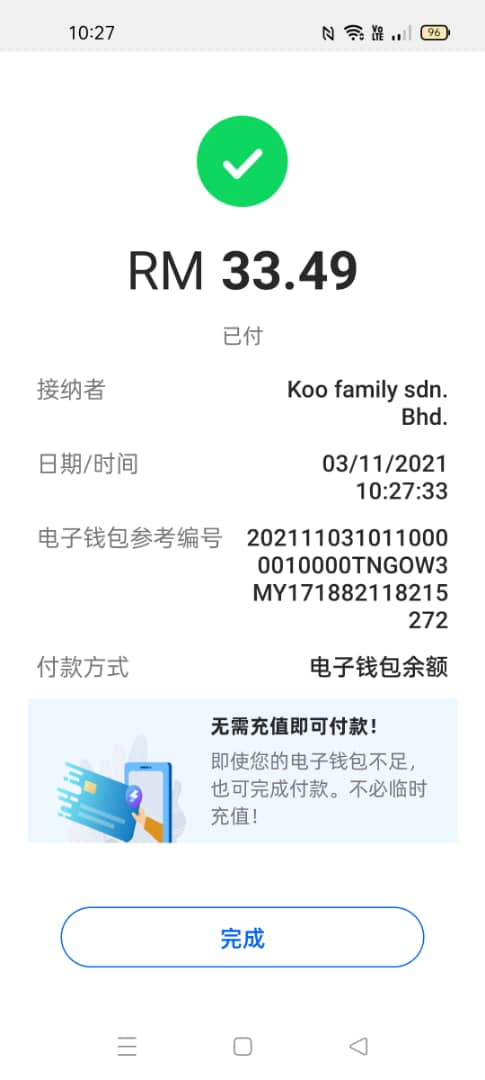 10:27
VO
LTE
96
RM 33.49
已付
接纳者
Koo family sdn.
Bhd.
日期/时间
03/11/2021
10:27:33
电子钱包参考编号
202111031011000
0010000TNGOW3
MY171882118215
272
付款方式
电子钱包余额
无需充值即可付款!
即使您的电子钱包不足，
也可完成付款。不必临时
充值!
完成